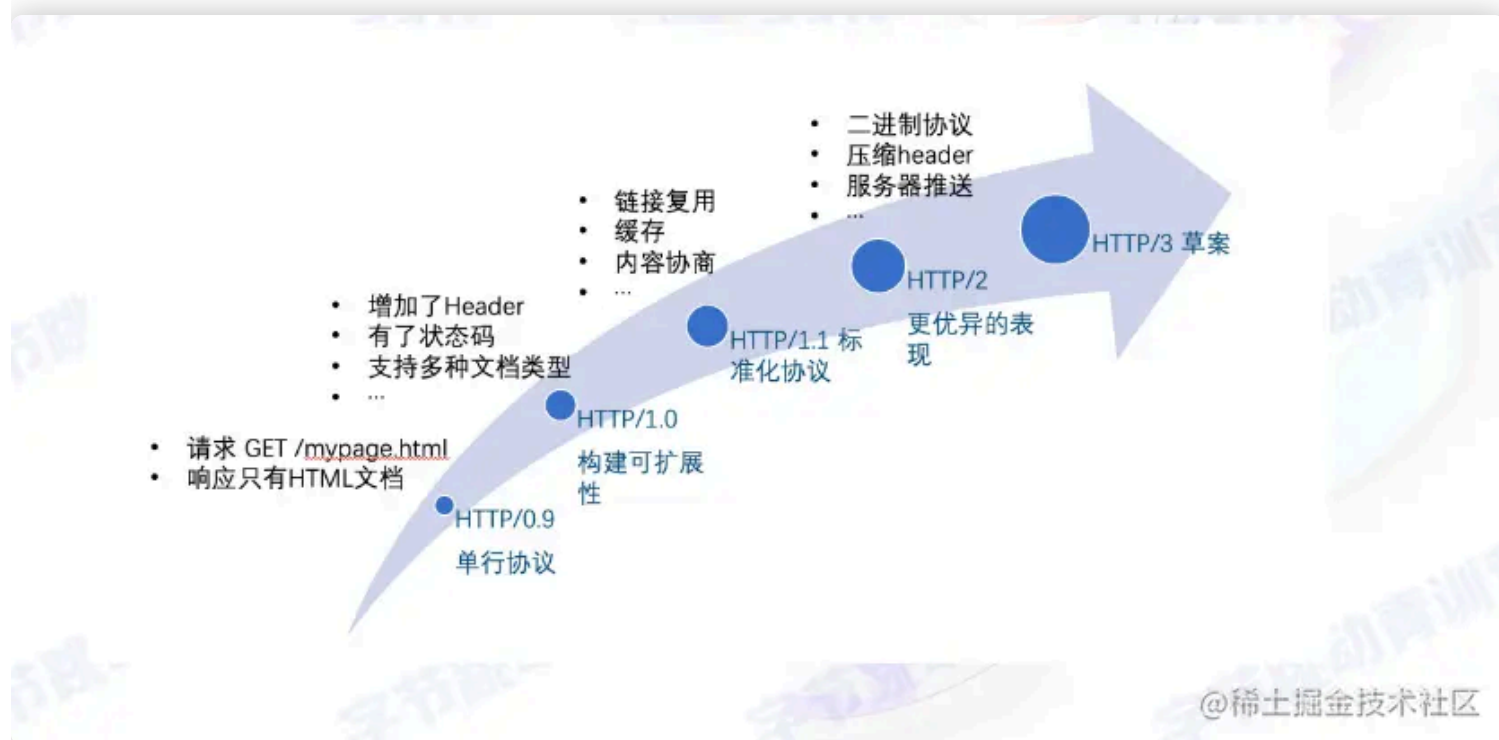 • 二进制协议
• 压缩header
• 服务器推送
• ...
HTTP/3 草案
• 链接复用
• 缓存
• 内容协商
• ...
HTTP/2
更优异的表
现
• 增加了Header
• 有了状态码
• 支持多种文档类型
• ...
HTTP/1.1 标
准化协议
• 请求 GET /mypage.html
• 响应只有HTML文档
HTTP/1.0
构建可扩展
性
HTTP/0.9
单行协议
@稀土掘金技术社区